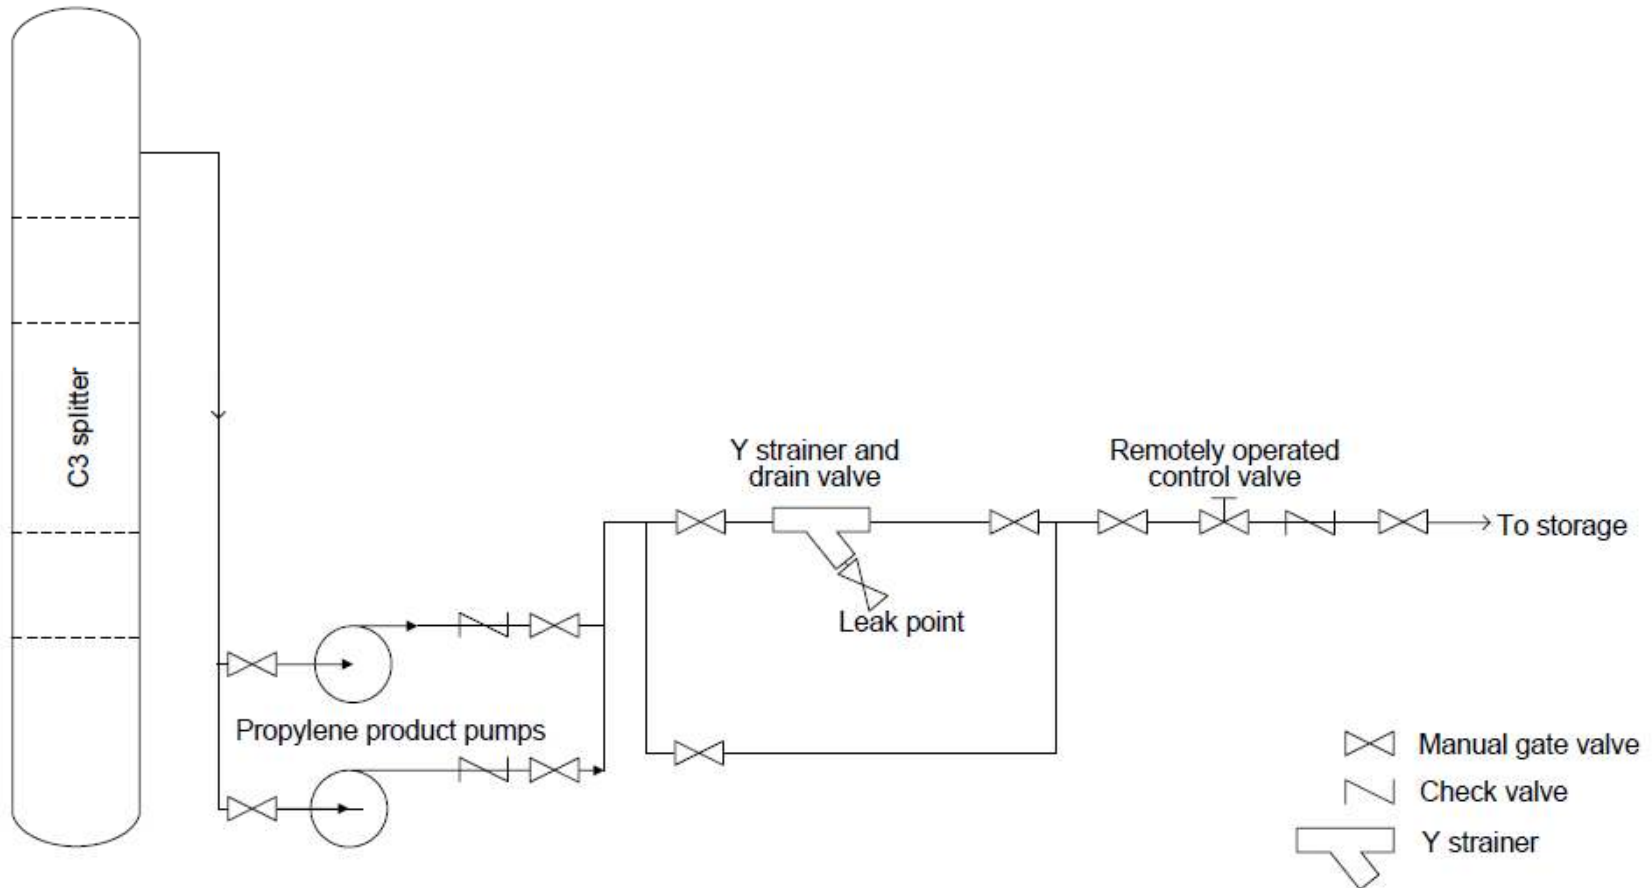 C3 splitter
Y strainer and
drain valve
Remotely operated
control valve
To storage
Leak point
Propylene product pumps
Manual gate valve
Check valve
Y strainer